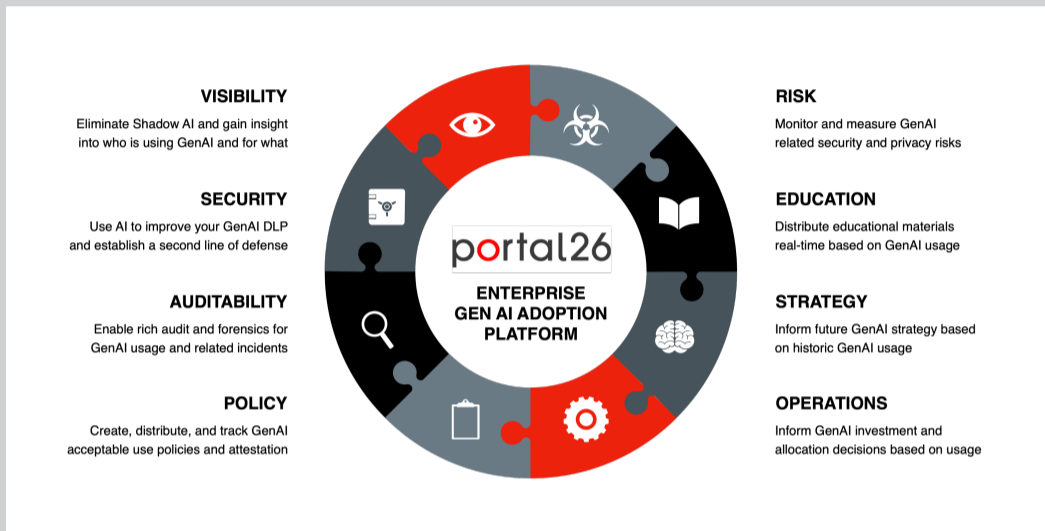 VISIBILITY
Eliminate Shadow AI and gain insight
into who is using GenAI and for what
SECURITY
Use AI to improve your GenAI DLP
and establish a second line of defense
AUDITABILITY
Enable rich audit and forensics for
GenAI usage and related incidents
POLICY
Create, distribute, and track GenAI
acceptable use policies and attestation
portal26
ENTERPRISE
GEN AI ADOPTION
PLATFORM
RISK
Monitor and measure GenAI
related security and privacy risks
EDUCATION
Distribute educational materials
real-time based on GenAI usage
STRATEGY
Inform future GenAI strategy based
on historic GenAI usage
OPERATIONS
Inform GenAI investment and
allocation decisions based on usage